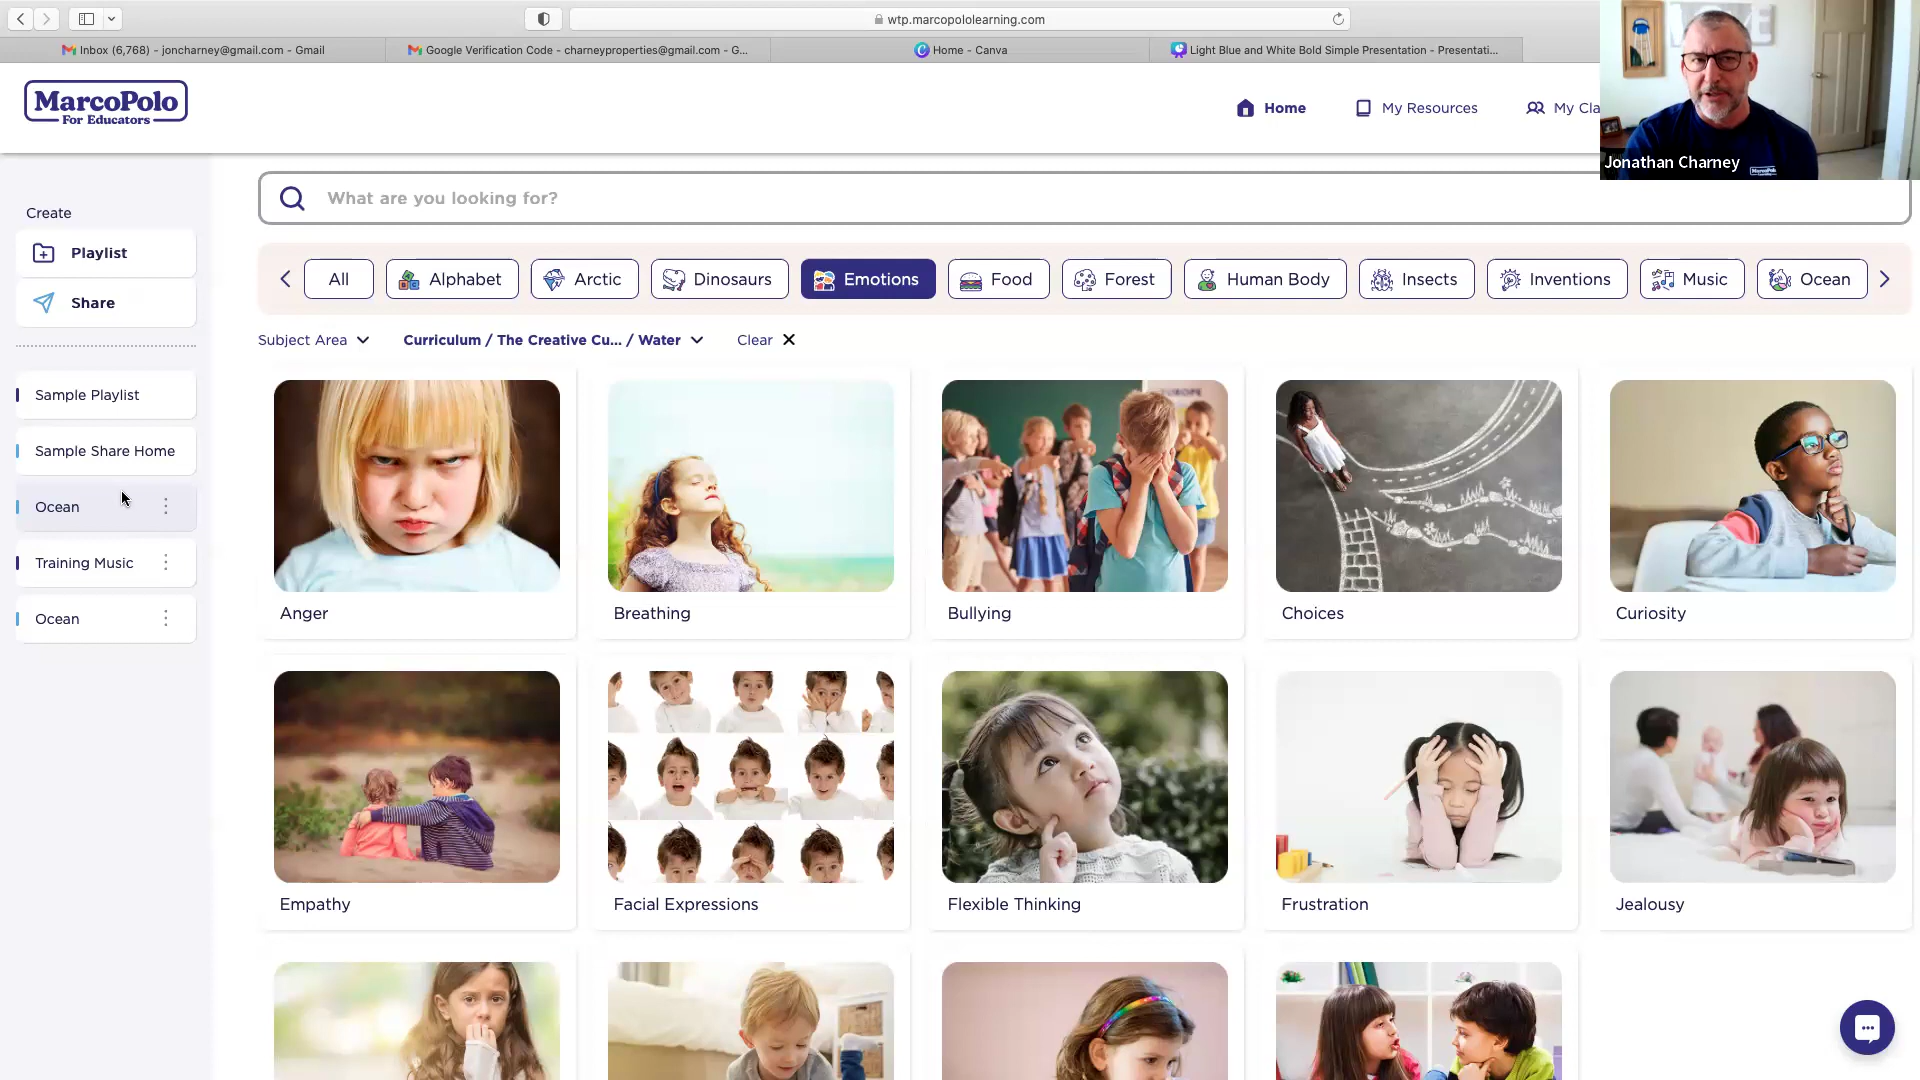 wtp.marcopololearning.com
Inbox (6,768) - joncharney@gmail.com - Gmail
Google Verification Code - charneyproperties@gmail.com - G...
Home - Canva
Light Blue and White Bold Simple Presentation - Presentati...
MarcoPolo
For Educators
Home
My Resources
My Cla
Jonathan Charney
What are you looking for?
Create
Playlist
Share
Sample Playlist
Sample Share Home
Ocean
Training Music
Ocean
All
Alphabet
Arctic
Dinosaurs
Emotions
Food
Forest
Human Body
Insects
Inventions
Music
Ocean
Subject Area
Curriculum / The Creative Cu... / Water
Clear
Anger
Breathing
Bullying
Choices
Curiosity
Empathy
Facial Expressions
Flexible Thinking
Frustration
Jealousy